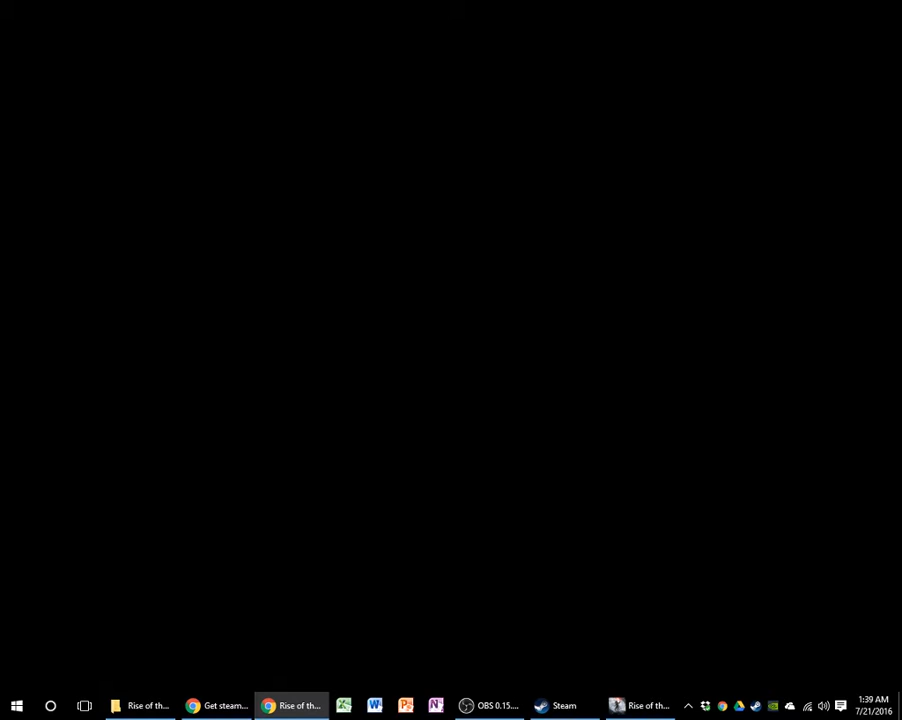 Rise of th...
Get steam...
Rise of th...
OBS 0.15....
Steam
Rise of th...
1:39 AM
7/21/2016